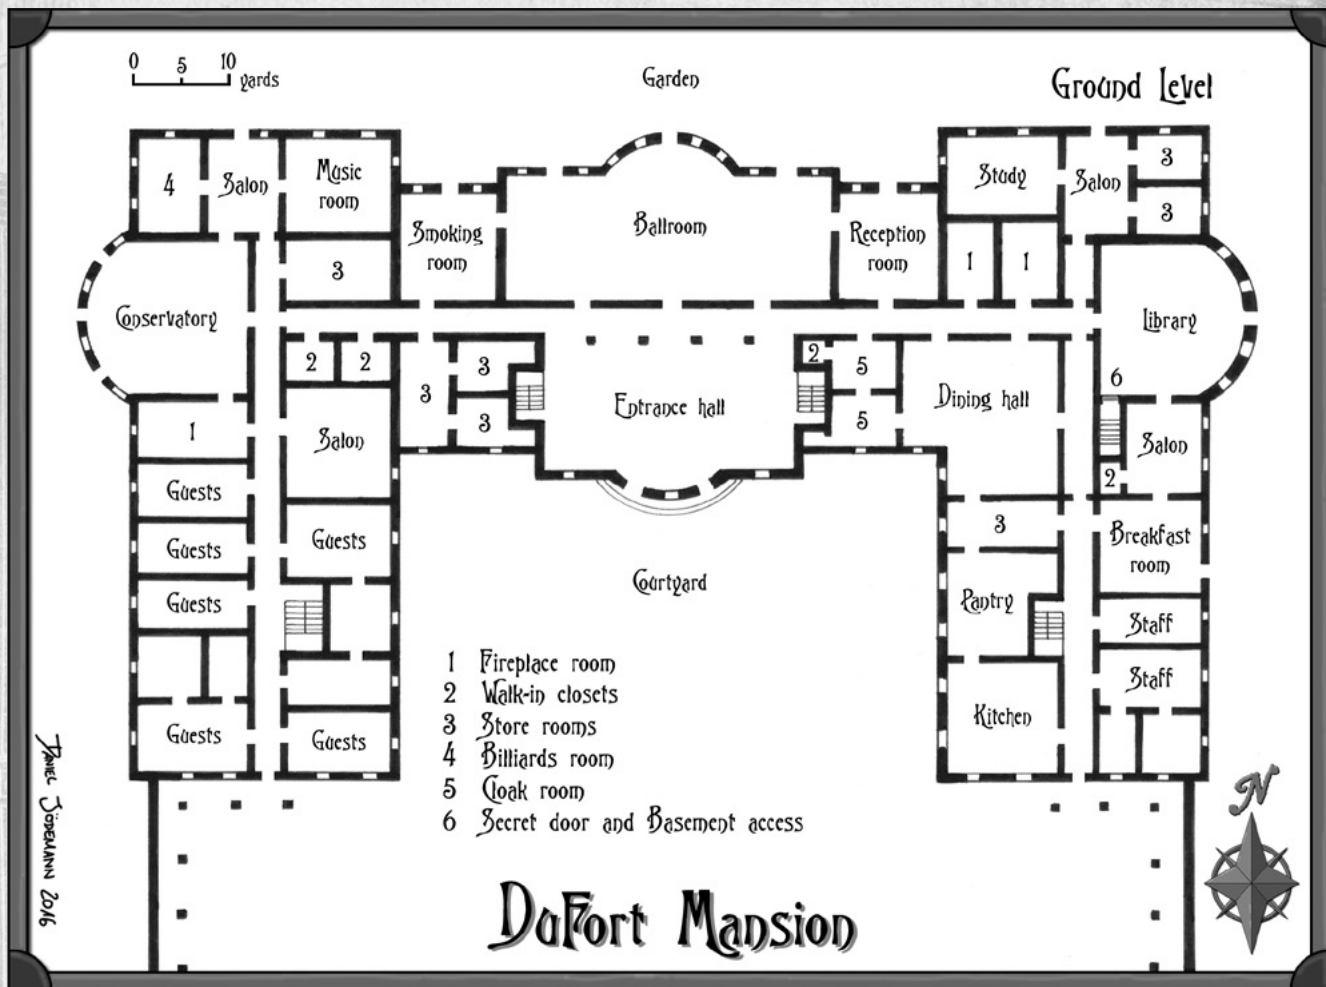 0 5 10 yards
Garden
Ground Level
4
Salon
Music
room
Smoking
room
3
Ballroom
Reception
room
Study
1
1
Salon
3
3
Conservatory
Library
2
2
3
3
3
2
5
5
Entrance hall
Dining hall
6
Salon
2
1
Salon
Guests
Guests
Guests
Guests
Guests
Guests
Courtyard
3
Pantry
Kitchen
Breakfast
room
Staff
Staff
1 Fireplace room
2 Walk-in closets
3 Store rooms
4 Billiards room
5 Cloak room
6 Secret door and Basement access
DuFort Mansion
Daniel Jödemann 2016
N